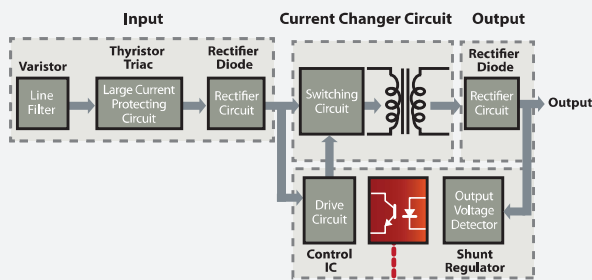 Input
Current Changer Circuit
Output
Varistor
Thyristor
Triac
Rectifier
Diode
Rectifier
Diode
Line
Filter
Large Current
Protecting
Circuit
Rectifier
Circuit
Switching
Circuit
Rectifier
Circuit
Output
Drive
Circuit
Output
Voltage
Detector
Control
IC
Shunt
Regulator